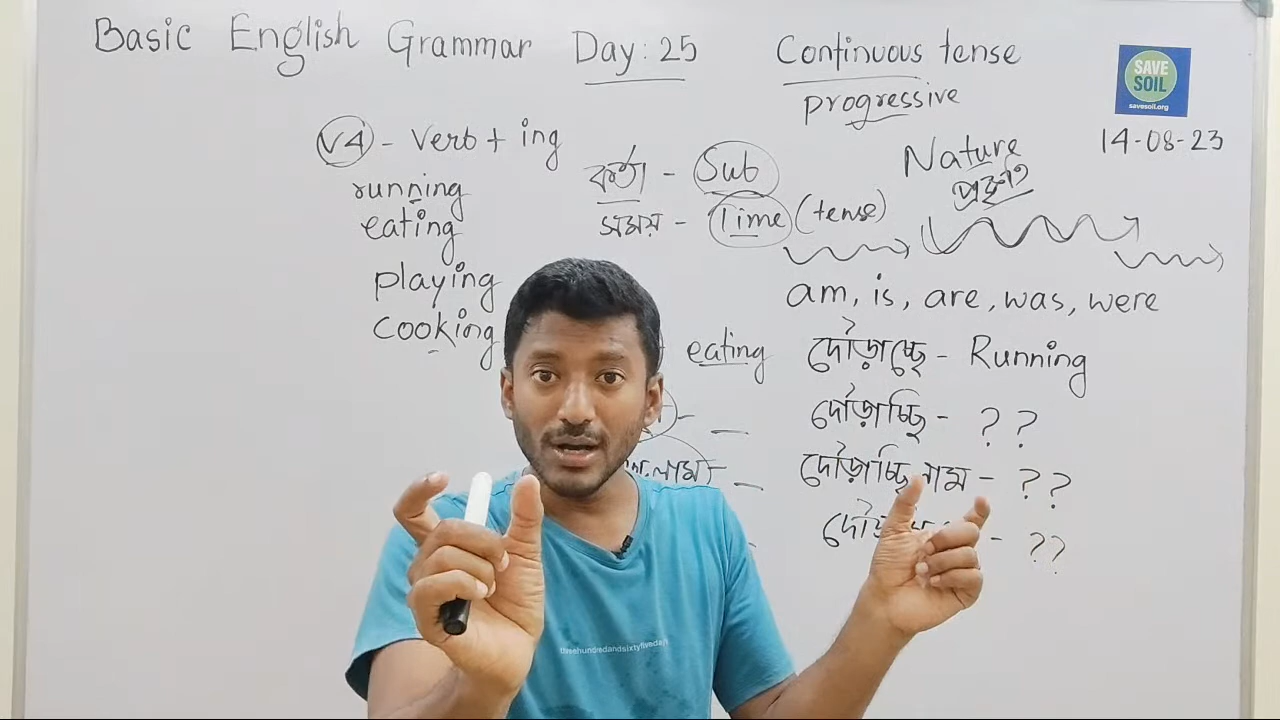 Basic English Grammar Day: 25
Continuous tense
progressive
SAVE
SOIL
savesoil.org
14-08-23
V4 - Verb + ing
running
eating
playing
cooking
কর্তা - Sub
সময় - Time (tense)
Nature
প্রকৃতি
am, is, are, was, were
eating
দৌড়াচ্ছে - Running
দৌড়াচ্ছি - ??
দৌড়াচ্ছিলাম - ??
- ??
threehundredandsixtyfivedays